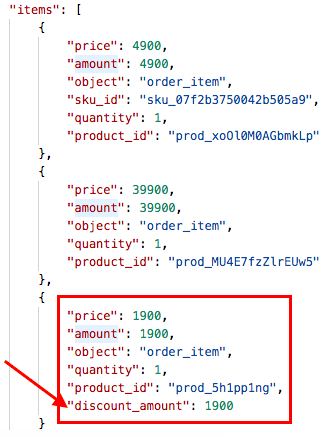 "items": [
{
"price": 4900,
"amount": 4900,
"object": "order_item",
"sku_id": "sku_07f2b3750042b505a9",
"quantity": 1,
"product_id": "prod_xoOl0M0AGbmkLp"
},
{
"price": 39900,
"amount": 39900,
"object": "order_item",
"quantity": 1,
"product_id": "prod_MU4E7fzZlrEUw5"
},
{
"price": 1900,
"amount": 1900,
"object": "order_item",
"quantity": 1,
"product_id": "prod_5h1pp1ng",
"discount_amount": 1900
}